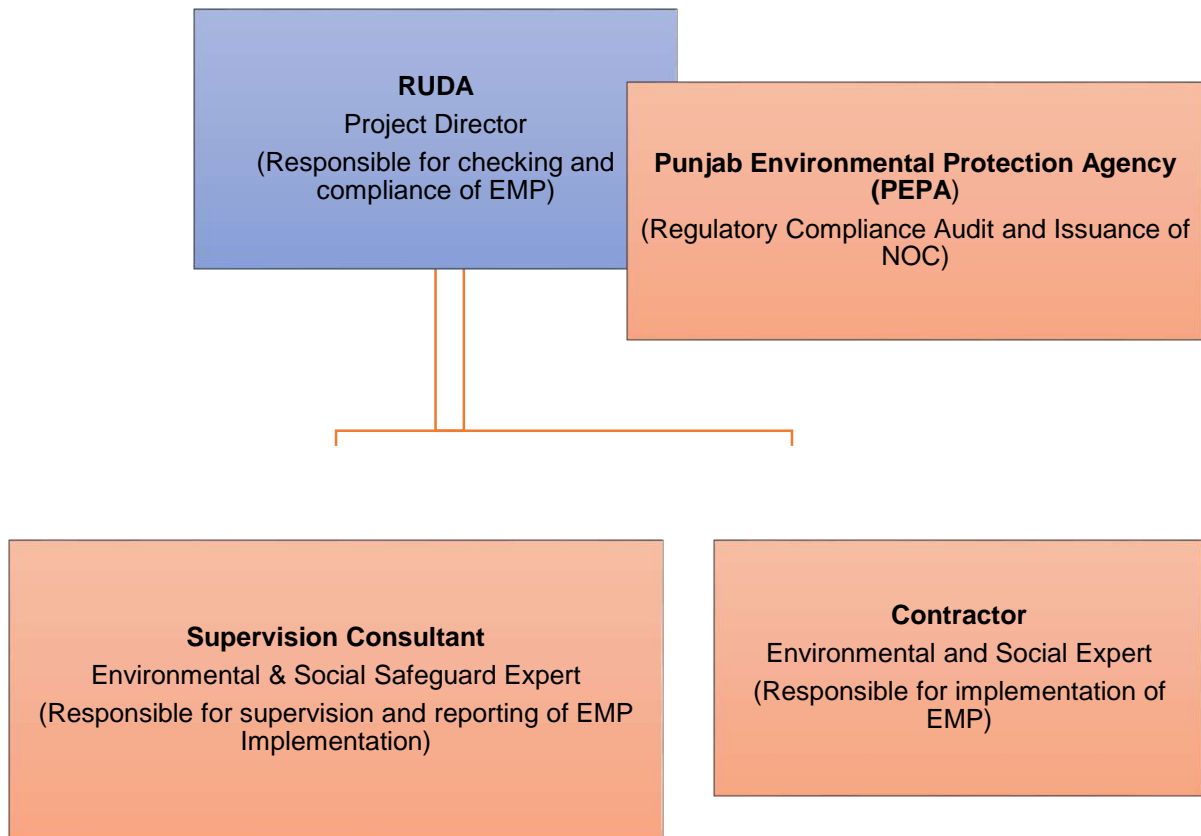 RUDA
Project Director
(Responsible for checking and
compliance of EMP)
Punjab Environmental Protection Agency
(PEPA)
(Regulatory Compliance Audit and Issuance of
NOC)
Supervision Consultant
Environmental & Social Safeguard Expert
(Responsible for supervision and reporting of EMP
Implementation)
Contractor
Environmental and Social Expert
(Responsible for implementation of
EMP)